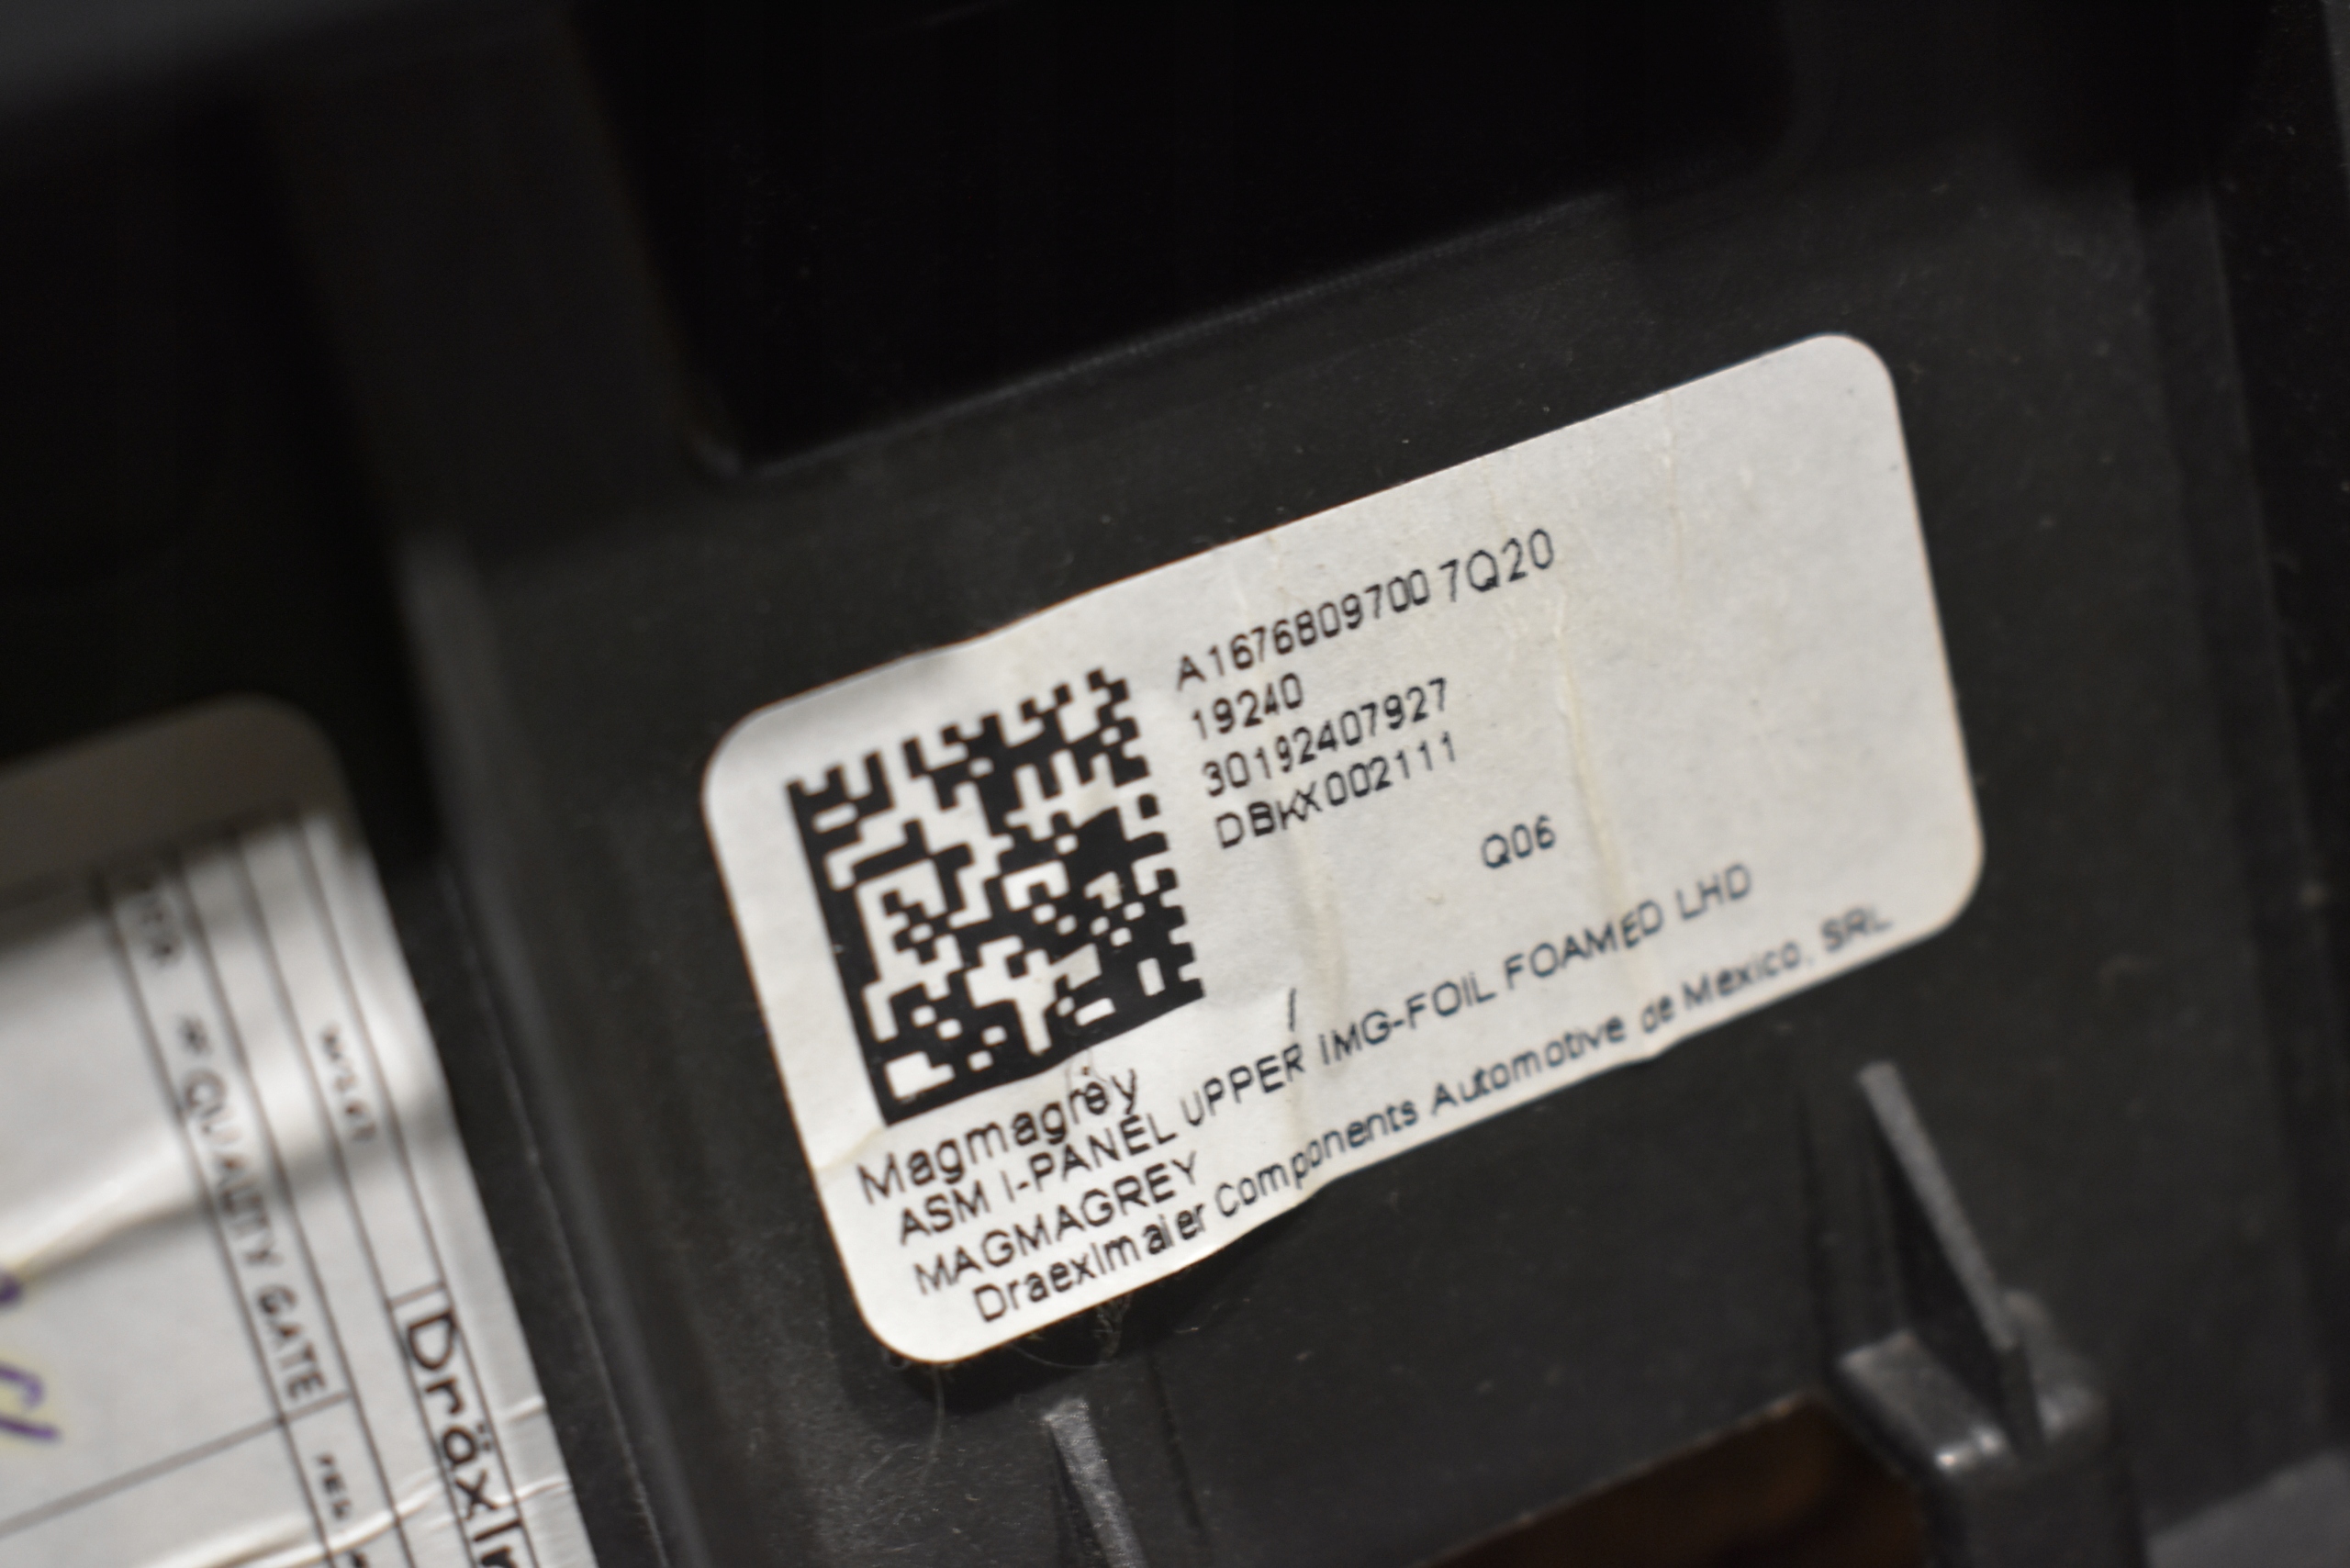 A1676809700 7Q20
19240
30192407927
DBKX002111
Q06
/
Magmagrey
ASM I-PANEL UPPER IMG-FOIL FOAMED LHD
MAGMAGREY
Draexlmaier Components Automotive de Mexico, SRL
QUALITY GATE